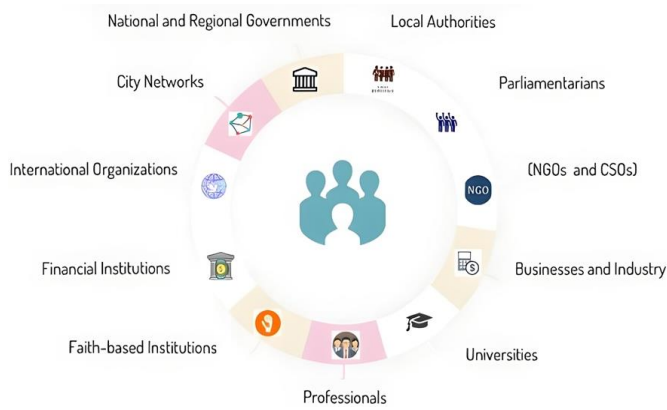 National and Regional Governments
Local Authorities
City Networks
Parliamentarians
International Organizations
(NGOs and CSOs)
NGO
Financial Institutions
Businesses and Industry
Faith-based Institutions
Universities
Professionals